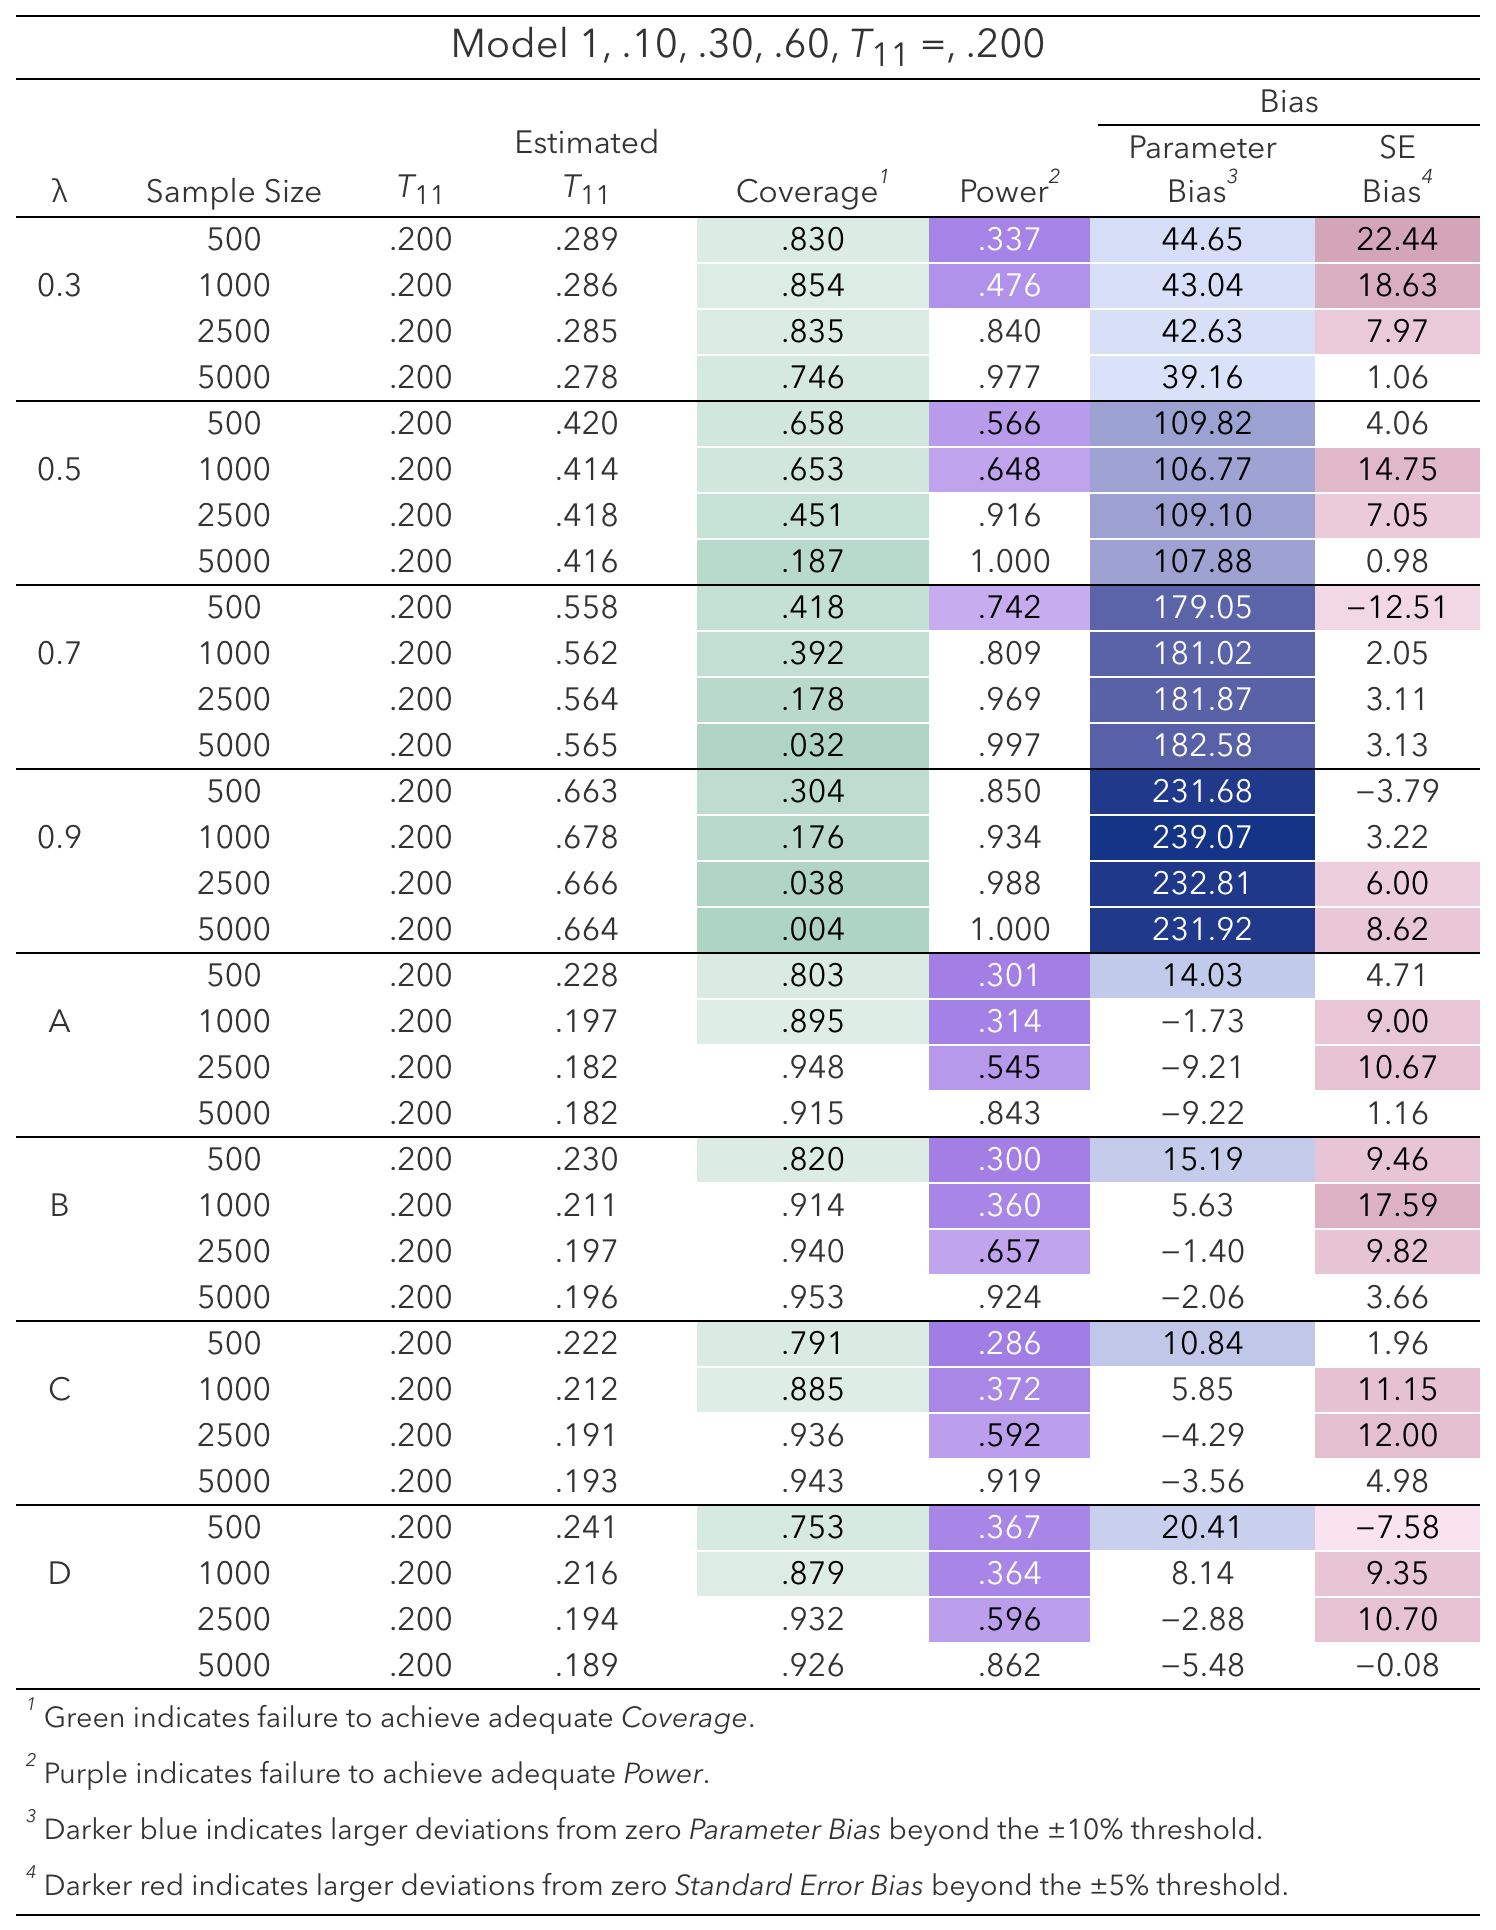 Model 1, .10, .30, .60, T11 =, .200
Bias
Estimated Parameter SE
λ Sample Size T11 T11 Coverage1 Power2 Bias3 Bias4
500 .200 .289 .830 .337 44.65 22.44
0.3 1000 .200 .286 .854 .476 43.04 18.63
2500 .200 .285 .835 .840 42.63 7.97
5000 .200 .278 .746 .977 39.16 1.06
500 .200 .420 .658 .566 109.82 4.06
0.5 1000 .200 .414 .653 .648 106.77 14.75
2500 .200 .418 .451 .916 109.10 7.05
5000 .200 .416 .187 1.000 107.88 0.98
500 .200 .558 .418 .742 179.05 −12.51
0.7 1000 .200 .562 .392 .809 181.02 2.05
2500 .200 .564 .178 .969 181.87 3.11
5000 .200 .565 .032 .997 182.58 3.13
500 .200 .663 .304 .850 231.68 −3.79
0.9 1000 .200 .678 .176 .934 239.07 3.22
2500 .200 .666 .038 .988 232.81 6.00
5000 .200 .664 .004 1.000 231.92 8.62
500 .200 .228 .803 .301 14.03 4.71
A 1000 .200 .197 .895 .314 −1.73 9.00
2500 .200 .182 .948 .545 −9.21 10.67
5000 .200 .182 .915 .843 −9.22 1.16
500 .200 .230 .820 .300 15.19 9.46
B 1000 .200 .211 .914 .360 5.63 17.59
2500 .200 .197 .940 .657 −1.40 9.82
5000 .200 .196 .953 .924 −2.06 3.66
500 .200 .222 .791 .286 10.84 1.96
C 1000 .200 .212 .885 .372 5.85 11.15
2500 .200 .191 .936 .592 −4.29 12.00
5000 .200 .193 .943 .919 −3.56 4.98
500 .200 .241 .753 .367 20.41 −7.58
D 1000 .200 .216 .879 .364 8.14 9.35
2500 .200 .194 .932 .596 −2.88 10.70
5000 .200 .189 .926 .862 −5.48 −0.08
1 Green indicates failure to achieve adequate Coverage.
2 Purple indicates failure to achieve adequate Power.
3 Darker blue indicates larger deviations from zero Parameter Bias beyond the ±10% threshold.
4 Darker red indicates larger deviations from zero Standard Error Bias beyond the ±5% threshold.